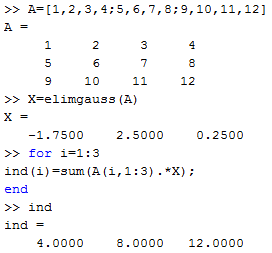 >> A=[1,2,3,4;5,6,7,8;9,10,11,12]
A =
1 2 3 4
5 6 7 8
9 10 11 12
>> X=elimgauss(A)
X =
-1.7500 2.5000 0.2500
>> for i=1:3
ind(i)=sum(A(i,1:3).*X);
end
>> ind
ind =
4.0000 8.0000 12.0000